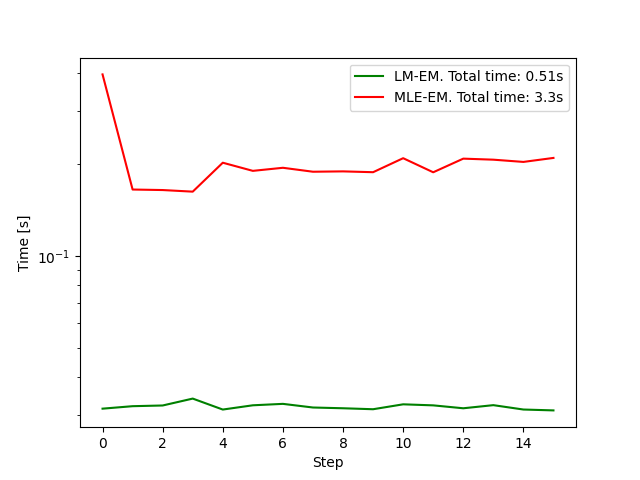 LM-EM. Total time: 0.51s
MLE-EM. Total time: 3.3s
Time [s]
10⁻¹
0 2 4 6 8 10 12 14
Step